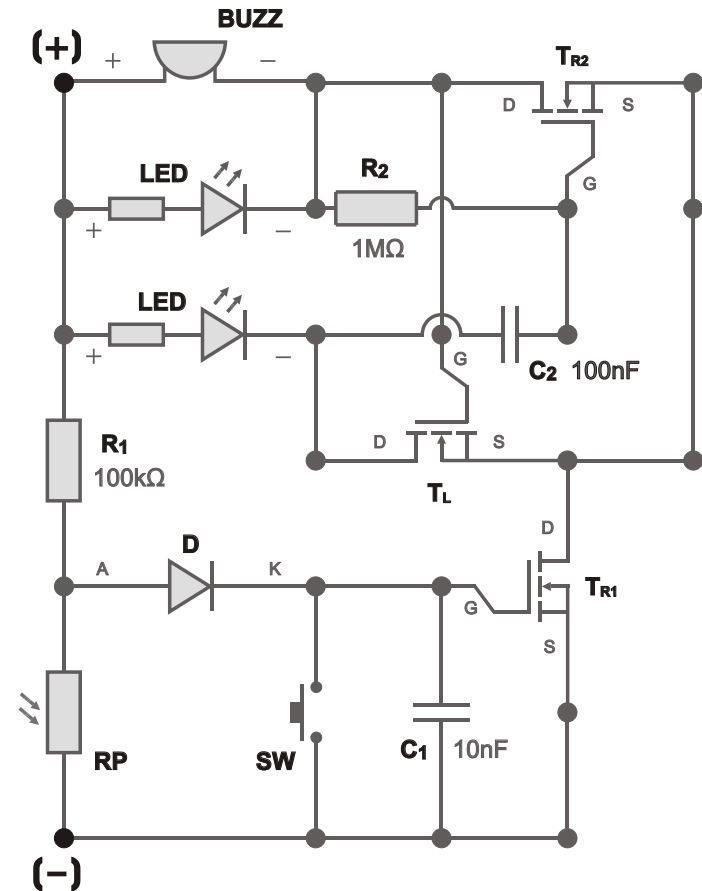 BUZZ
(+)
+
−
TR2
D
S
G
LED
+
−
R2
1MΩ
LED
+
−
G
C2 100nF
R1
100kΩ
D
S
TL
D
A
K
D
G
TR1
S
RP
SW
C1 10nF
(−)